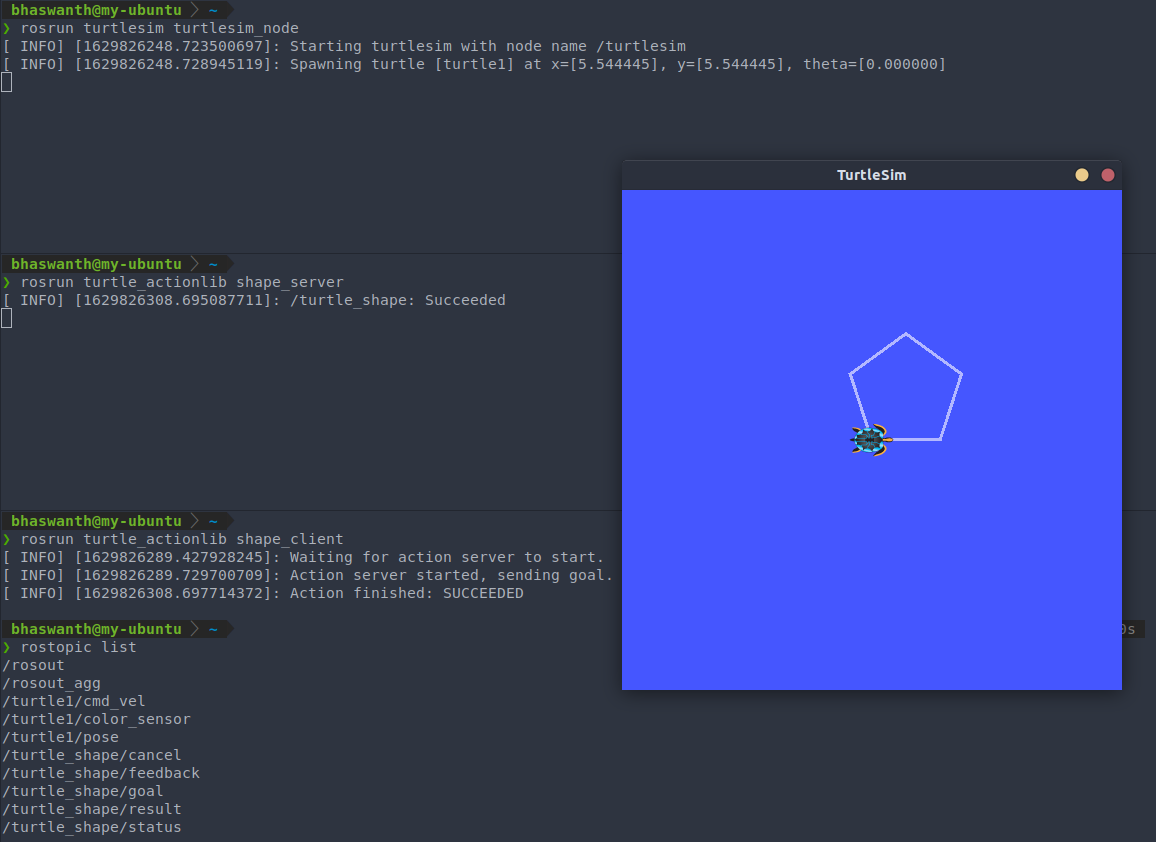 bhaswanth@my-ubuntu ~
❯ rosrun turtlesim turtlesim_node
[ INFO] [1629826248.723500697]: Starting turtlesim with node name /turtlesim
[ INFO] [1629826248.728945119]: Spawning turtle [turtle1] at x=[5.544445], y=[5.544445], theta=[0.000000]
TurtleSim
bhaswanth@my-ubuntu ~
❯ rosrun turtle_actionlib shape_server
[ INFO] [1629826308.695087711]: /turtle_shape: Succeeded
bhaswanth@my-ubuntu ~
❯ rosrun turtle_actionlib shape_client
[ INFO] [1629826289.427928245]: Waiting for action server to start.
[ INFO] [1629826289.729700709]: Action server started, sending goal.
[ INFO] [1629826308.697714372]: Action finished: SUCCEEDED
bhaswanth@my-ubuntu ~
❯ rostopic list
/rosout
/rosout_agg
/turtle1/cmd_vel
/turtle1/color_sensor
/turtle1/pose
/turtle_shape/cancel
/turtle_shape/feedback
/turtle_shape/goal
/turtle_shape/result
/turtle_shape/status